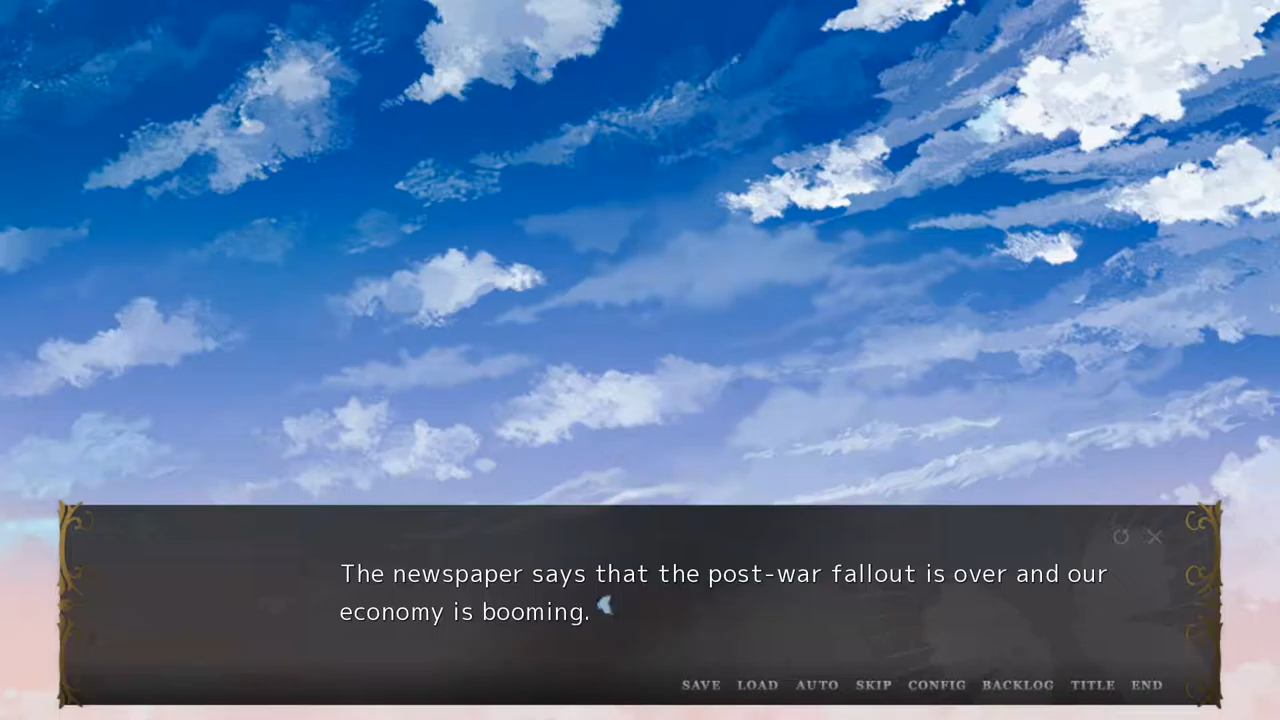 The newspaper says that the post-war fallout is over and our
economy is booming.
SAVE LOAD AUTO SKIP CONFIG BACKLOG TITLE END